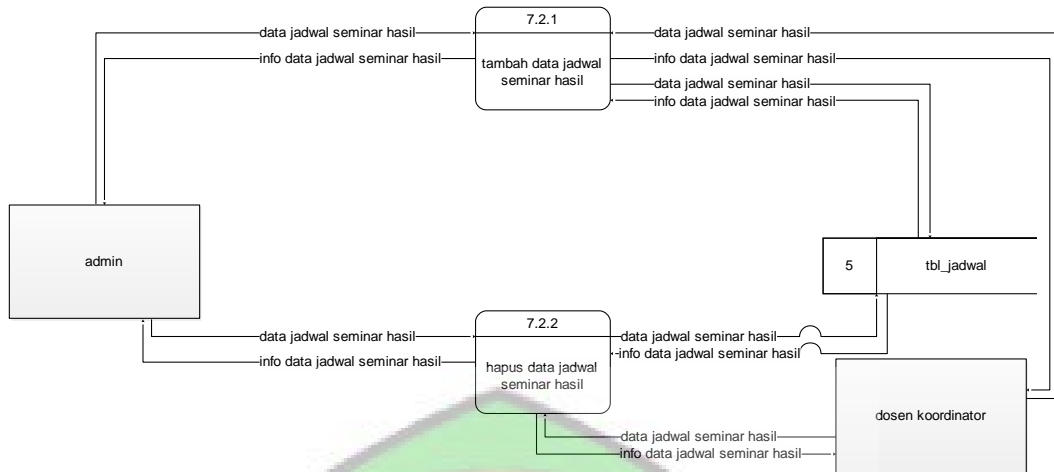 7.2.1
data jadwal seminar hasil
data jadwal seminar hasil
info data jadwal seminar hasil
tambah data jadwal
seminar hasil
info data jadwal seminar hasil
data jadwal seminar hasil
info data jadwal seminar hasil
admin
5
tbl_jadwal
7.2.2
data jadwal seminar hasil
data jadwal seminar hasil
info data jadwal seminar hasil
hapus data jadwal
seminar hasil
info data jadwal seminar hasil
dosen koordinator
data jadwal seminar hasil
info data jadwal seminar hasil